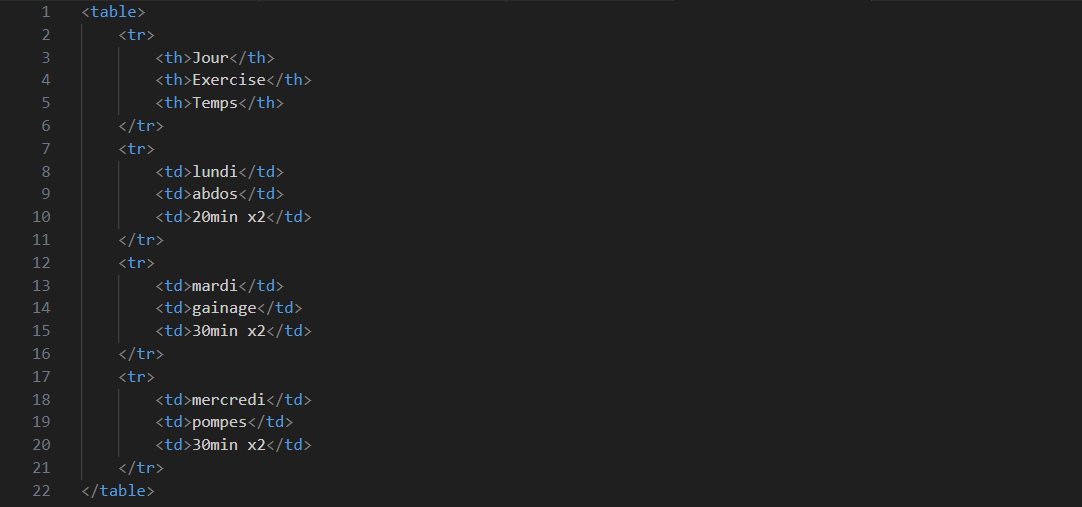 1 <table>
2 <tr>
3 <th>Jour</th>
4 <th>Exercise</th>
5 <th>Temps</th>
6 </tr>
7 <tr>
8 <td>lundi</td>
9 <td>abdos</td>
10 <td>20min x2</td>
11 </tr>
12 <tr>
13 <td>mardi</td>
14 <td>gainage</td>
15 <td>30min x2</td>
16 </tr>
17 <tr>
18 <td>mercredi</td>
19 <td>pompes</td>
20 <td>30min x2</td>
21 </tr>
22 </table>